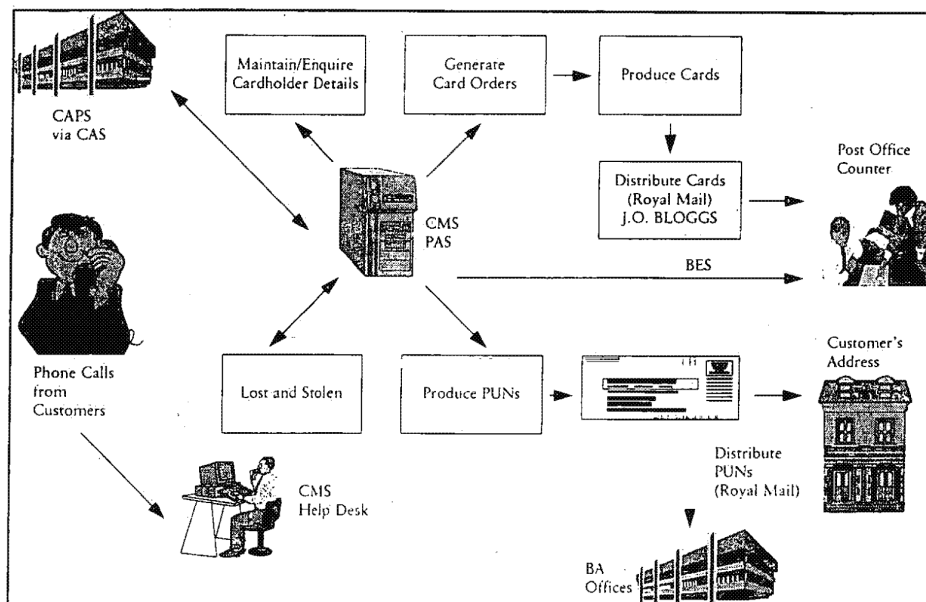 Maintain/Enquire
Cardholder Details
Generate
Card Orders
Produce Cards
CAPS
via CAS
Post Office
Counter
Distribute Cards
(Royal Mail)
J.O. BLOGGS
CMS
PAS
BES
Phone Calls
from
Customers
Lost and Stolen
Produce PUNs
Customer's
Address
Distribute
PUNs
(Royal Mail)
CMS
Help Desk
BA
Offices